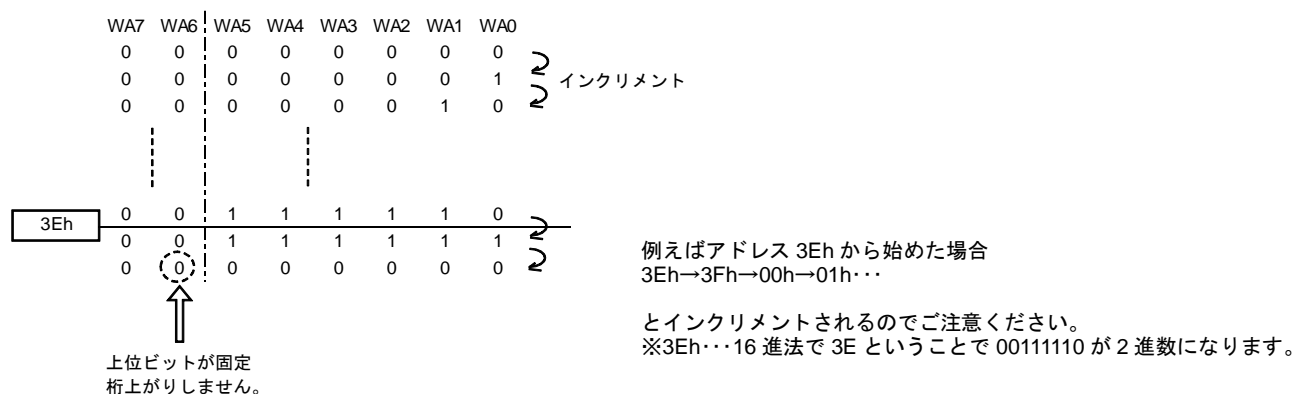 WA7 WA6 WA5 WA4 WA3 WA2 WA1 WA0
0 0 0 0 0 0 0 0
0 0 0 0 0 0 0 1
インクリメント
0 0 0 0 0 0 1 0
3Eh
0 0 1 1 1 1 1 0
0 0 1 1 1 1 1 1
0 0 0 0 0 0 0 0
上位ビットが固定
桁上がりしません。
例えばアドレス 3Eh から始めた場合
3Eh→3Fh→00h→01h･･･
とインクリメントされるのでご注意ください。
※3Eh･･･16 進法で 3E ということで 00111110 が 2 進数になります。